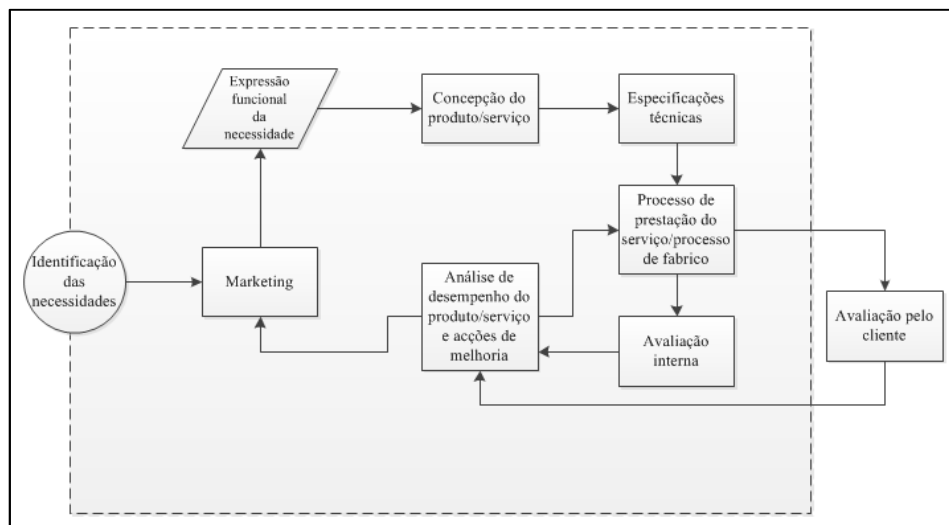 Expressão
funcional
da
necessidade
Concepção do
produto/serviço
Especificações
técnicas
Processo de
prestação do
serviço/processo
de fabrico
Identificação
das
necessidades
Marketing
Análise de
desempenho do
produto/serviço
e acções de
melhoria
Avaliação
interna
Avaliação pelo
cliente